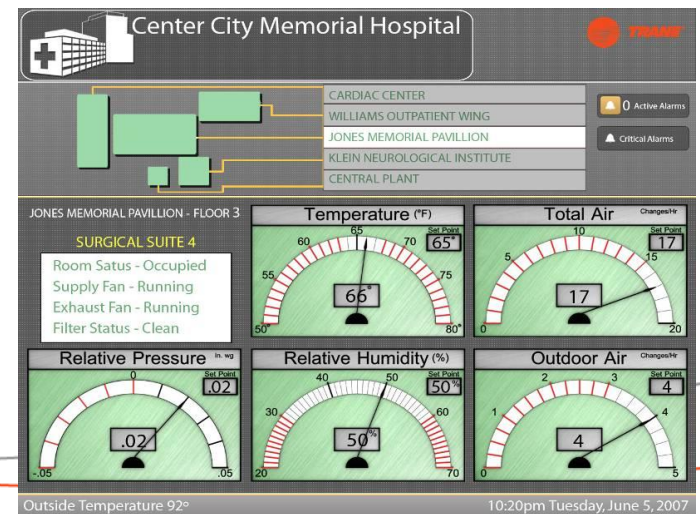 Center City Memorial Hospital
TRANE
CARDIAC CENTER
WILLIAMS OUTPATIENT WING
JONES MEMORIAL PAVILLION
KLEIN NEUROLOGICAL INSTITUTE
CENTRAL PLANT
0 Active Alarms
Critical Alarms
JONES MEMORIAL PAVILLION - FLOOR 3
SURGICAL SUITE 4
Room Satus - Occupied
Supply Fan - Running
Exhaust Fan - Running
Filter Status - Clean
Temperature (°F)
Set Point
65°
50° 55 60 65 70 75 80°
66°
Total Air Changes/Hr
Set Point
17
0 5 10 15 20
17
Relative Pressure in. wg
Set Point
.02
-.05 0 .05
.02
Relative Humidity (%)
Set Point
50%
20 30 40 50 60 70
50%
Outdoor Air Changes/Hr
Set Point
4
0 1 2 3 4 5
4
Outside Temperature 92º
10:20pm Tuesday, June 5, 2007